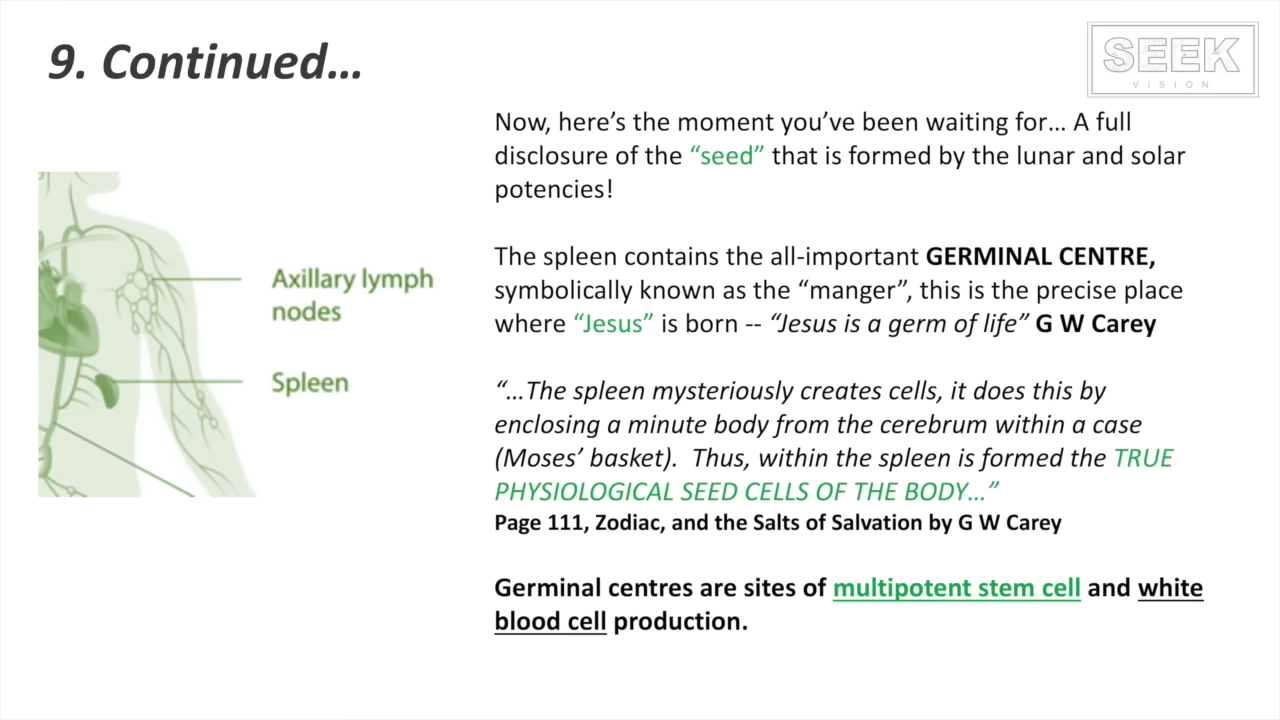 9. Continued...
SEEK
VISION
Now, here's the moment you've been waiting for... A full
disclosure of the “seed” that is formed by the lunar and solar
potencies!
The spleen contains the all-important GERMINAL CENTRE,
symbolically known as the “manger”, this is the precise place
where “Jesus” is born -- “Jesus is a germ of life” G W Carey
“...The spleen mysteriously creates cells, it does this by
enclosing a minute body from the cerebrum within a case
(Moses' basket).  Thus, within the spleen is formed the TRUE
PHYSIOLOGICAL SEED CELLS OF THE BODY...”
Page 111, Zodiac, and the Salts of Salvation by G W Carey
Germinal centres are sites of multipotent stem cell and white
blood cell production.
Axillary lymph
nodes
Spleen